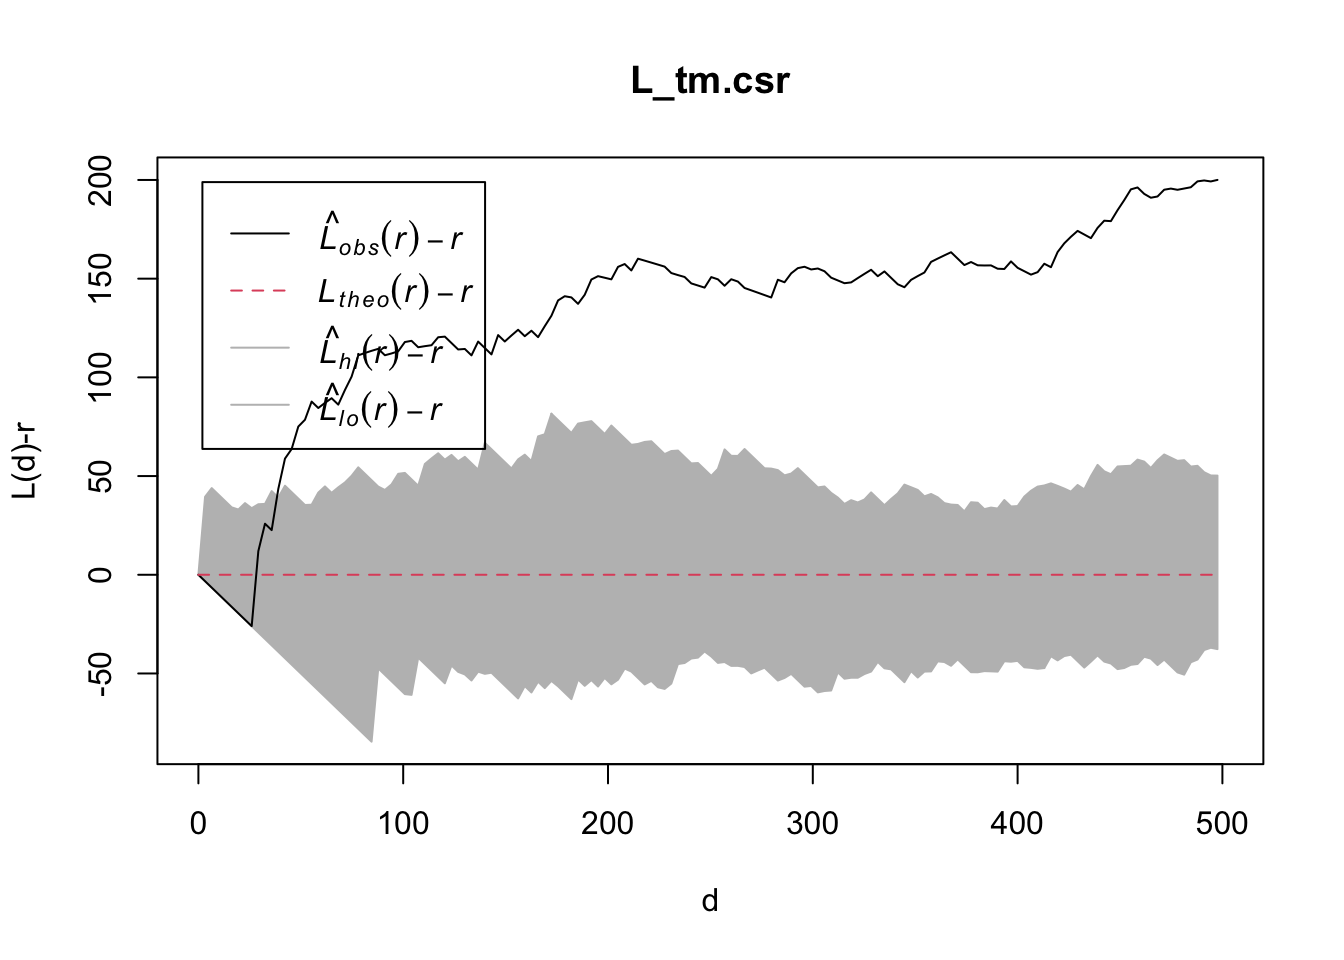 L_tm.csr
L(d)-r
200
150
100
50
0
-50
L̂obs(r) − r
Ltheo(r) − r
L̂hi(r) − r
L̂lo(r) − r
0 100 200 300 400 500
d